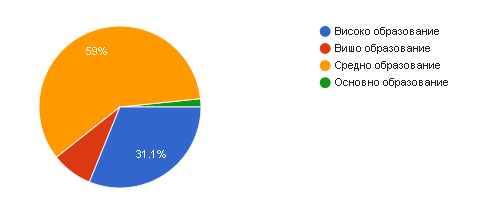 59%
31.1%
Високо образование
Вишо образование
Средно образование
Основно образование